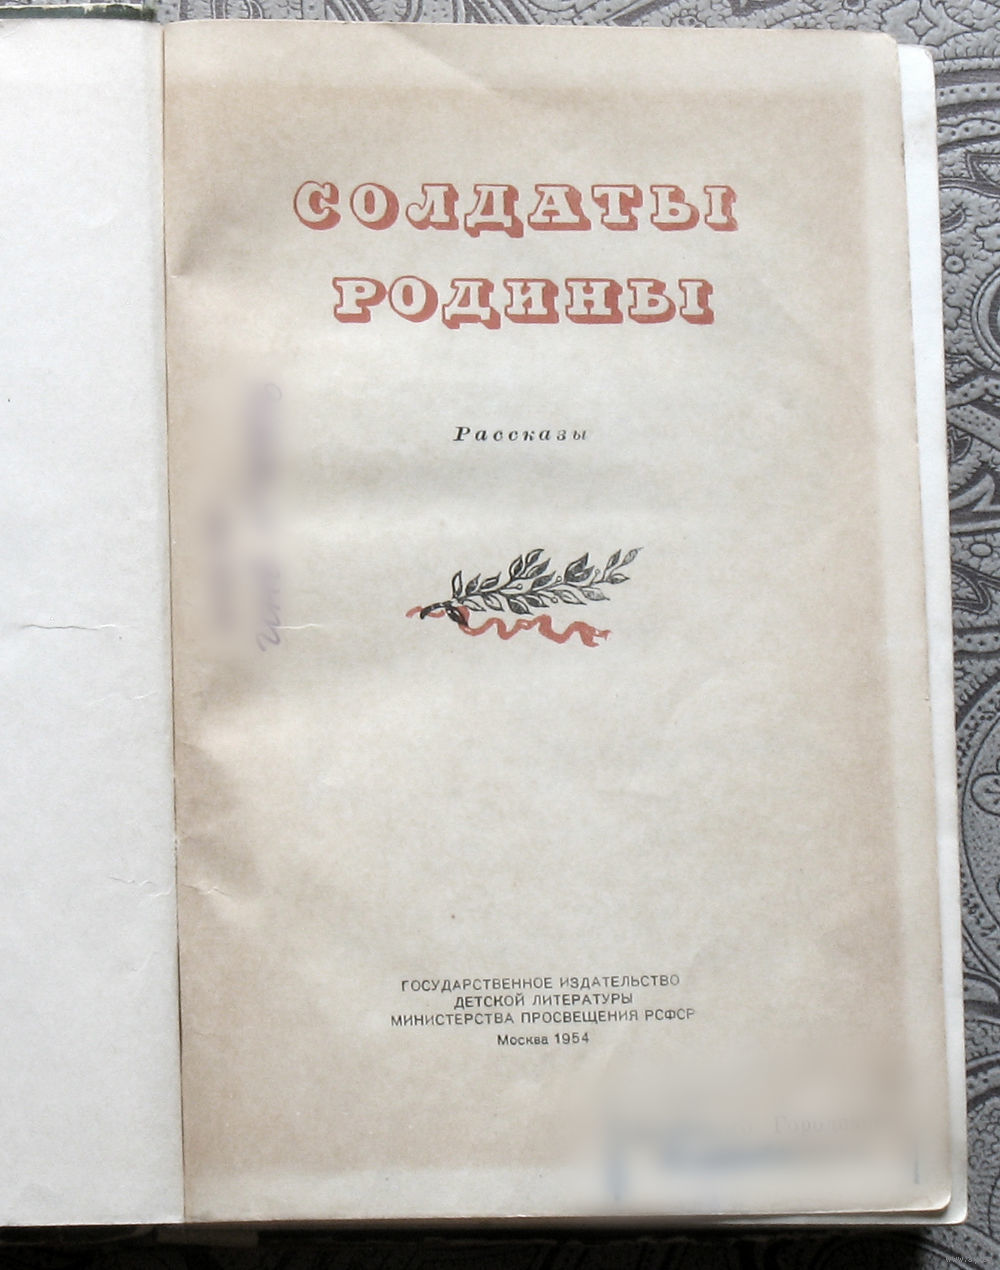 СОЛДАТЫ
РОДИНЫ
Рассказы
ГОСУДАРСТВЕННОЕ ИЗДАТЕЛЬСТВО
ДЕТСКОЙ ЛИТЕРАТУРЫ
МИНИСТЕРСТВА ПРОСВЕЩЕНИЯ РСФСР
Москва 1954